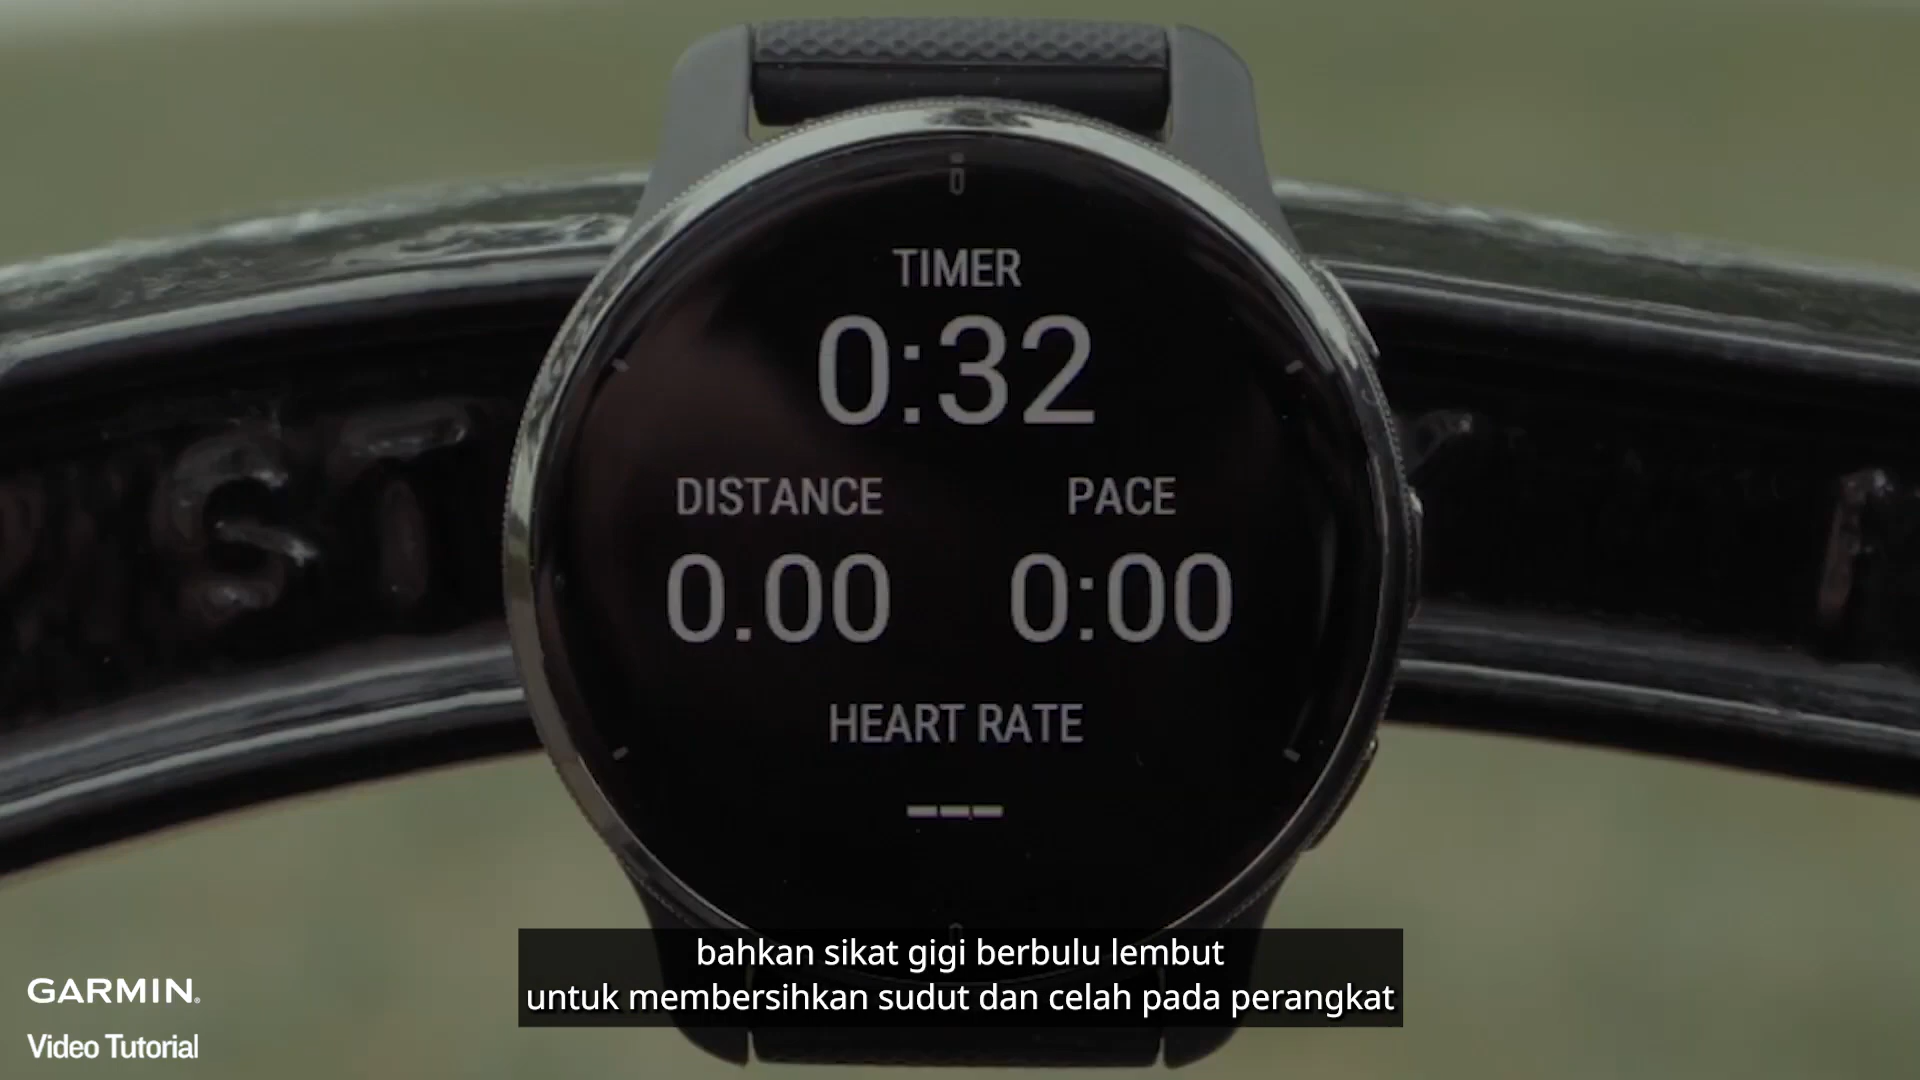 TIMER
0:32
DISTANCE PACE
0.00 0:00
HEART RATE
---
bahkan sikat gigi berbulu lembut
untuk membersihkan sudut dan celah pada perangkat
GARMIN.
Video Tutorial